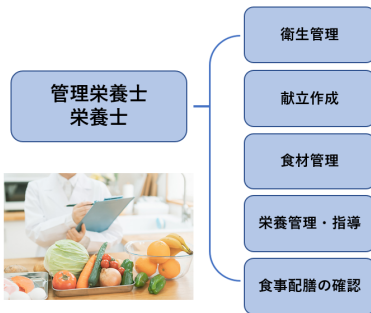 管理栄養士
栄養士
衛生管理
献立作成
食材管理
栄養管理・指導
食事配膳の確認